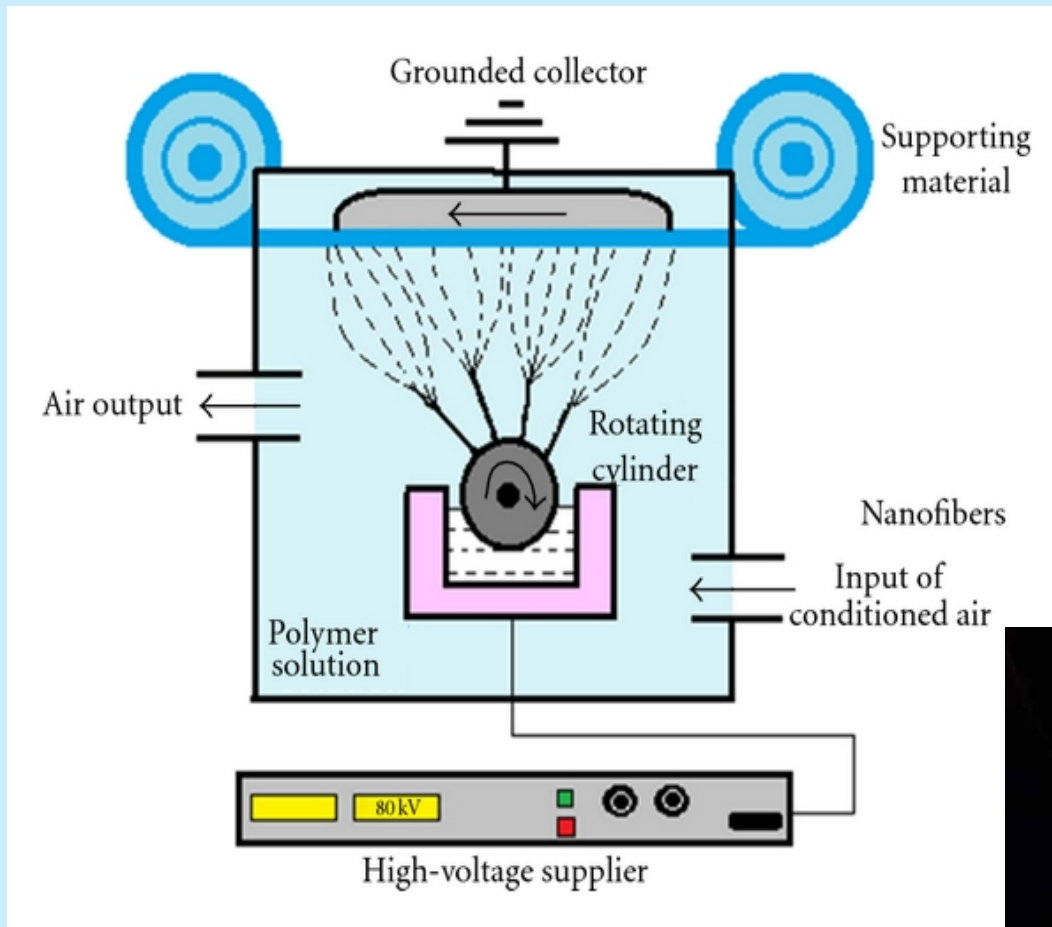 Grounded collector
Supporting
material
Air output
Rotating
cylinder
Nanofibers
Input of
conditioned air
Polymer
solution
80 kV
High-voltage supplier